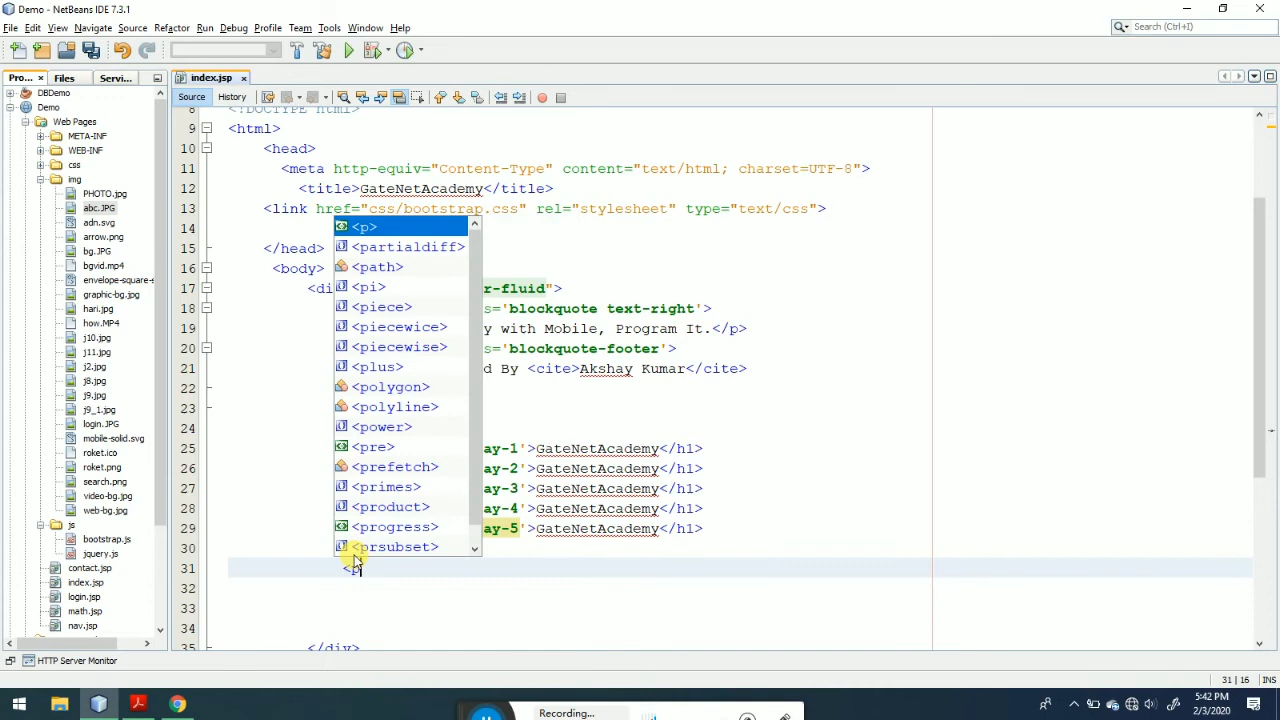 Demo - NetBeans IDE 7.3.1
File Edit View Navigate Source Refactor Run Debug Profile Team Tools Window Help
Search (Ctrl+I)
Pro... × Files Servi...
index.jsp ×
Source History
DBDemo
Demo
Web Pages
META-INF
WEB-INF
css
img
PHOTO.jpg
abc.JPG
adn.svg
arrow.png
bg.JPG
bgvid.mp4
envelope-square-s
graphic-bg.jpg
hari.jpg
how.MP4
j10.jpg
j11.jpg
j2.jpg
j8.jpg
j9.jpg
j9_1.jpg
login.JPG
mobile-solid.svg
roket.ico
roket.png
search.png
video-bg.jpg
web-bg.jpg
js
bootstrap.js
jquery.js
contact.jsp
index.jsp
login.jsp
math.jsp
nav.jsp
8 <!DOCTYPE html>
9 <html>
10 <head>
11 <meta http-equiv="Content-Type" content="text/html; charset=UTF-8">
12 <title>GateNetAcademy</title>
13 <link href="css/bootstrap.css" rel="stylesheet" type="text/css">
14
15 </head>
16 <body>
17 <di r-fluid">
18 s='blockquote text-right'>
19 y with Mobile, Program It.</p>
20 s='blockquote-footer'>
21 d By <cite>Akshay Kumar</cite>
22
23
24
25 ay-1'>GateNetAcademy</h1>
26 ay-2'>GateNetAcademy</h1>
27 ay-3'>GateNetAcademy</h1>
28 ay-4'>GateNetAcademy</h1>
29 ay-5'>GateNetAcademy</h1>
30
31 <p
32
33
34
35 </div>
<p>
<partialdiff>
<path>
<pi>
<piece>
<piecewice>
<piecewise>
<plus>
<polygon>
<polyline>
<power>
<pre>
<prefetch>
<primes>
<product>
<progress>
<prsubset>
HTTP Server Monitor
31 | 16 INS
Recording...
5:42 PM
2/3/2020